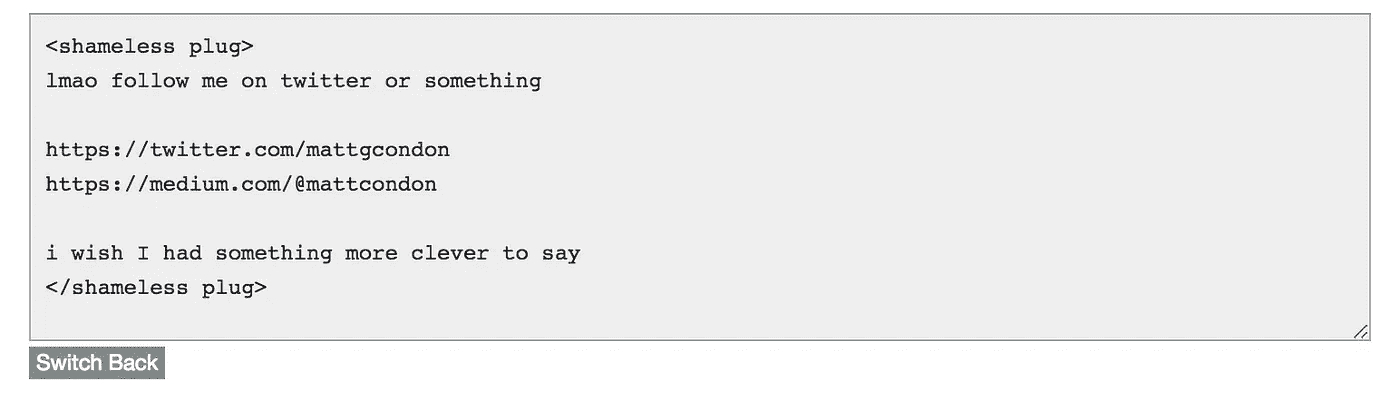 <shameless plug>
lmao follow me on twitter or something
https://twitter.com/mattgcondon
https://medium.com/@mattcondon
i wish I had something more clever to say
</shameless plug>
Switch Back